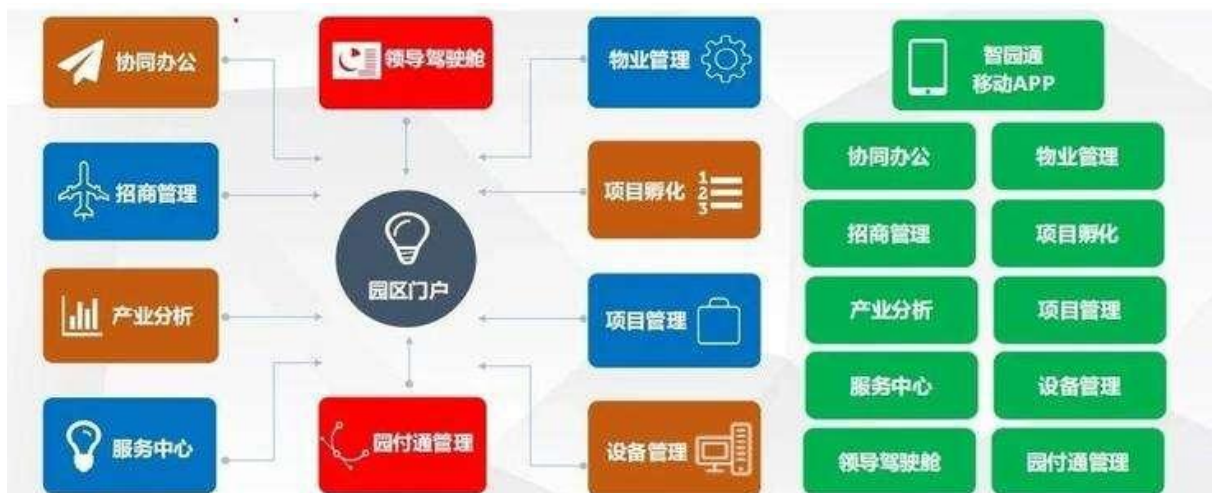 协同办公
领导驾驶舱
物业管理
智园通
移动APP
招商管理
项目孵化
1
2
3
园区门户
产业分析
项目管理
服务中心
园付通管理
设备管理
协同办公
物业管理
招商管理
项目孵化
产业分析
项目管理
服务中心
设备管理
领导驾驶舱
园付通管理